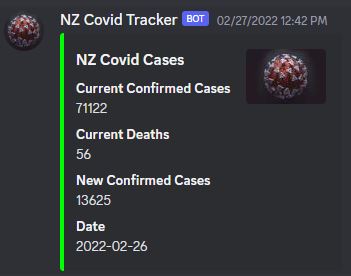 NZ Covid Tracker BOT 02/27/2022 12:42 PM
NZ Covid Cases
Current Confirmed Cases
71122
Current Deaths
56
New Confirmed Cases
13625
Date
2022-02-26